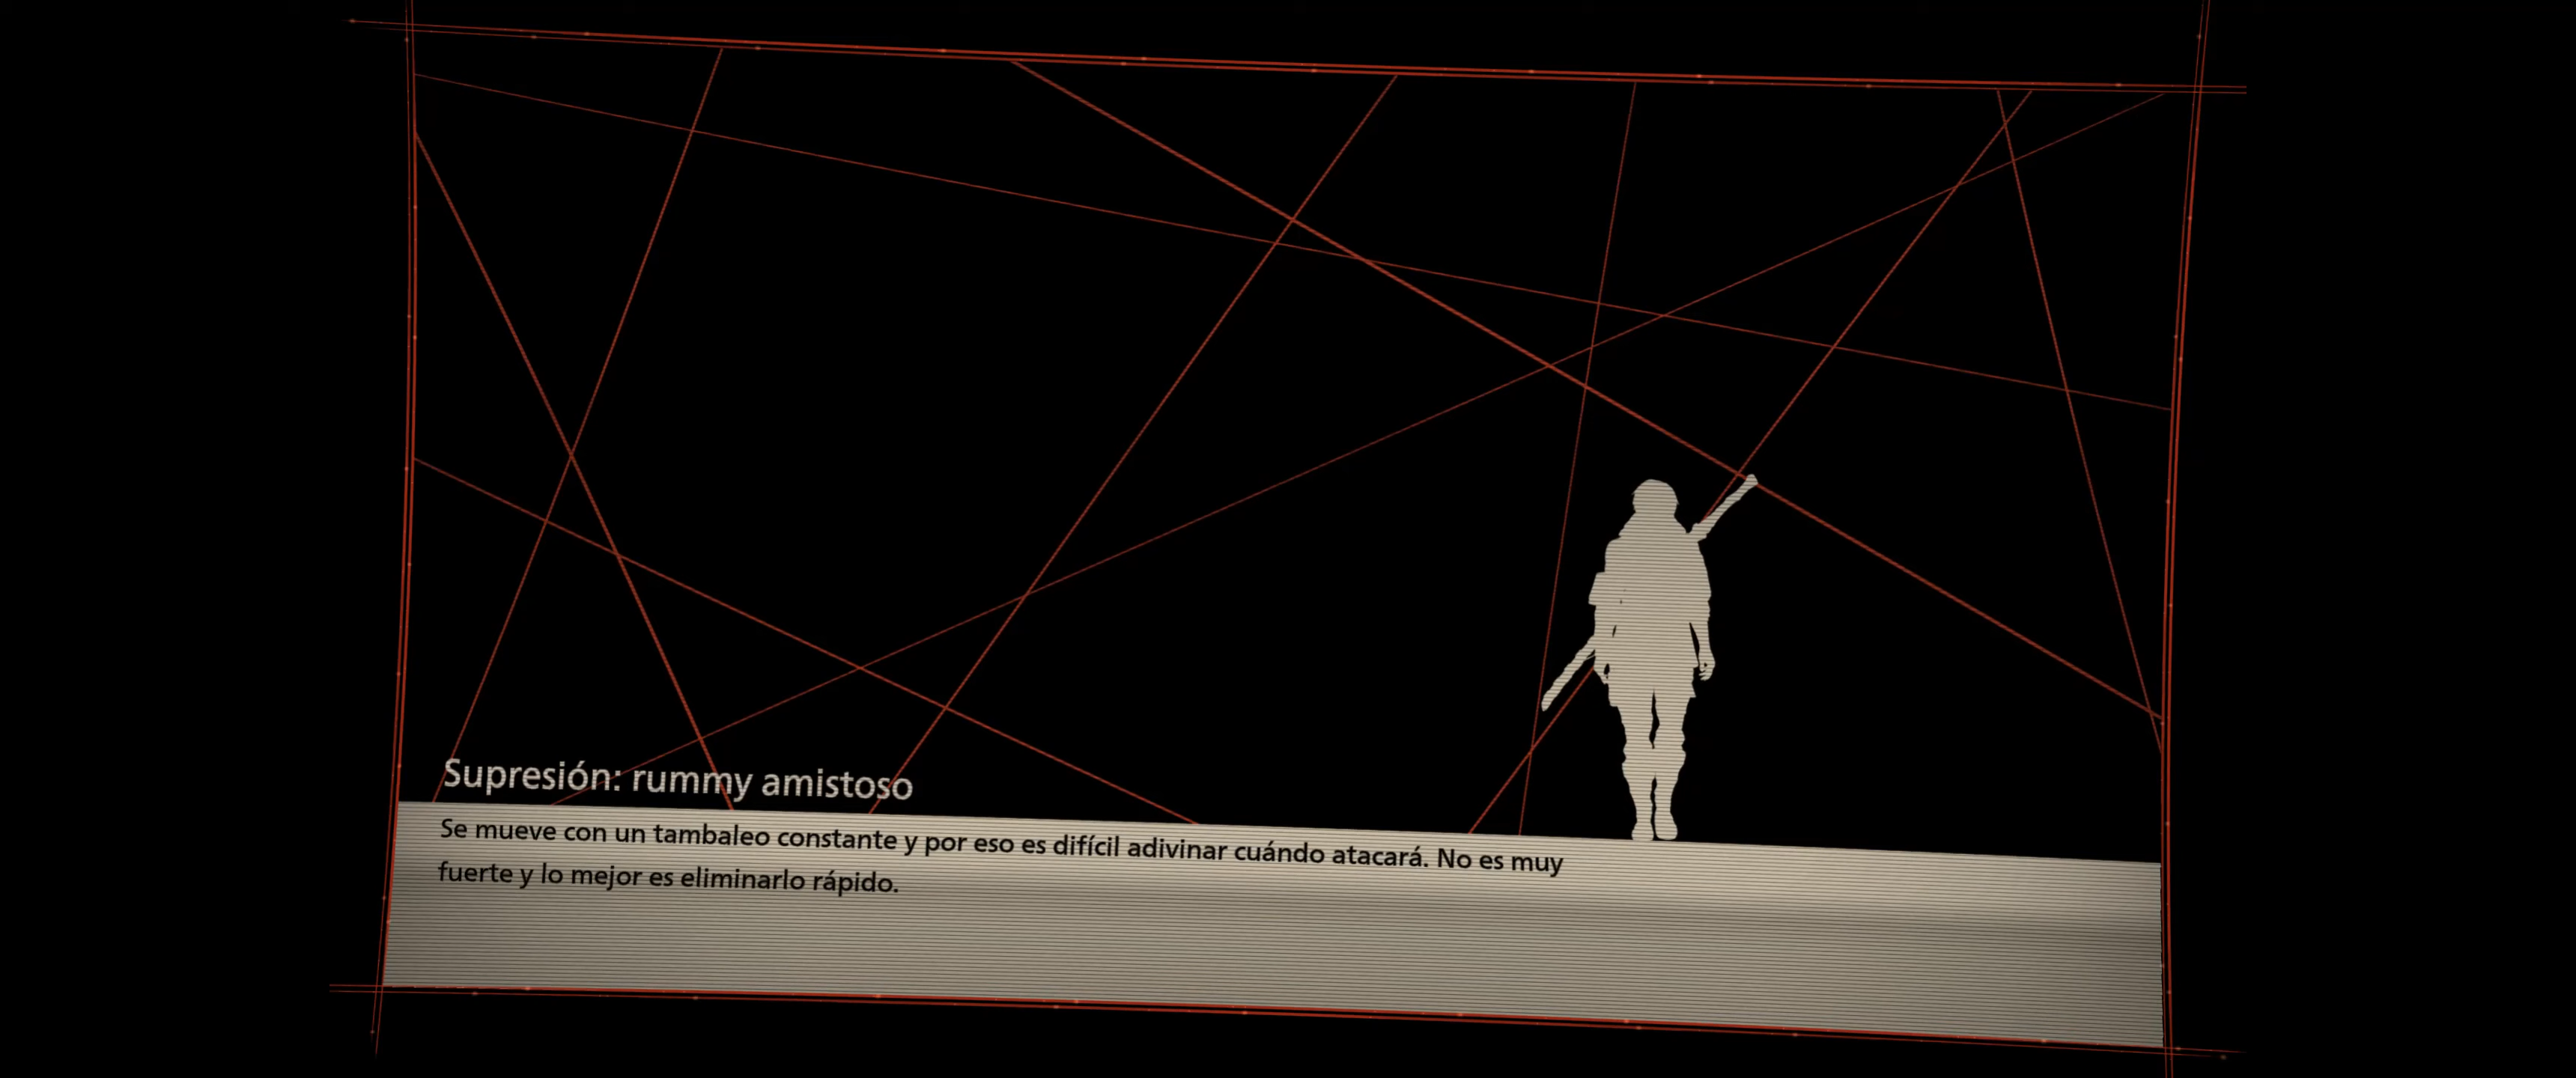 Supresión: rummy amistoso
Se mueve con un tambaleo constante y por eso es difícil adivinar cuándo atacará. No es muy
fuerte y lo mejor es eliminarlo rápido.